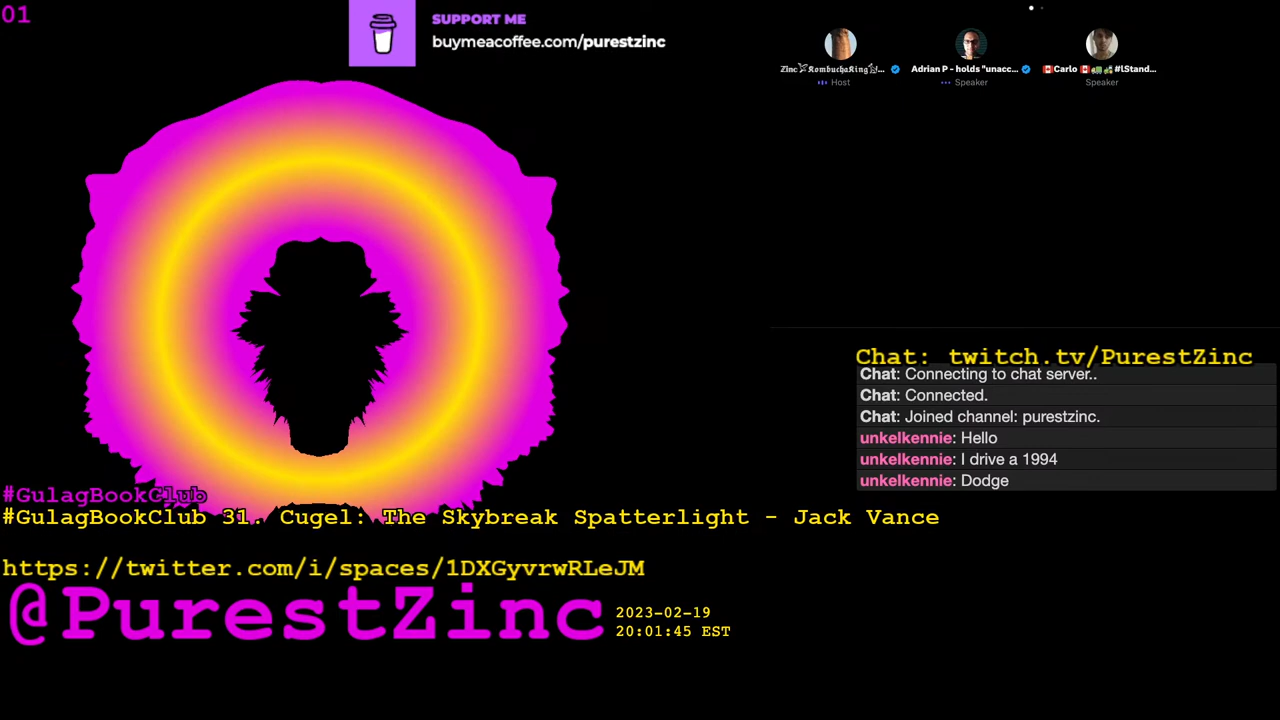 01
SUPPORT ME
buymeacoffee.com/purestzinc
Adrian P - holds "unacc...
🇨🇦Carlo 🇨🇦🚛🚜 #IStand...
Host
Speaker
Speaker
Chat: twitch.tv/PurestZinc
Chat: Connecting to chat server..
Chat: Connected.
Chat: Joined channel: purestzinc.
unkelkennie: Hello
unkelkennie: I drive a 1994
unkelkennie: Dodge
#GulagBookClub
#GulagBookClub 31. Cugel: The Skybreak Spatterlight - Jack Vance
https://twitter.com/i/spaces/1DXGyvrwRLeJM
@PurestZinc
2023-02-19
20:01:45 EST